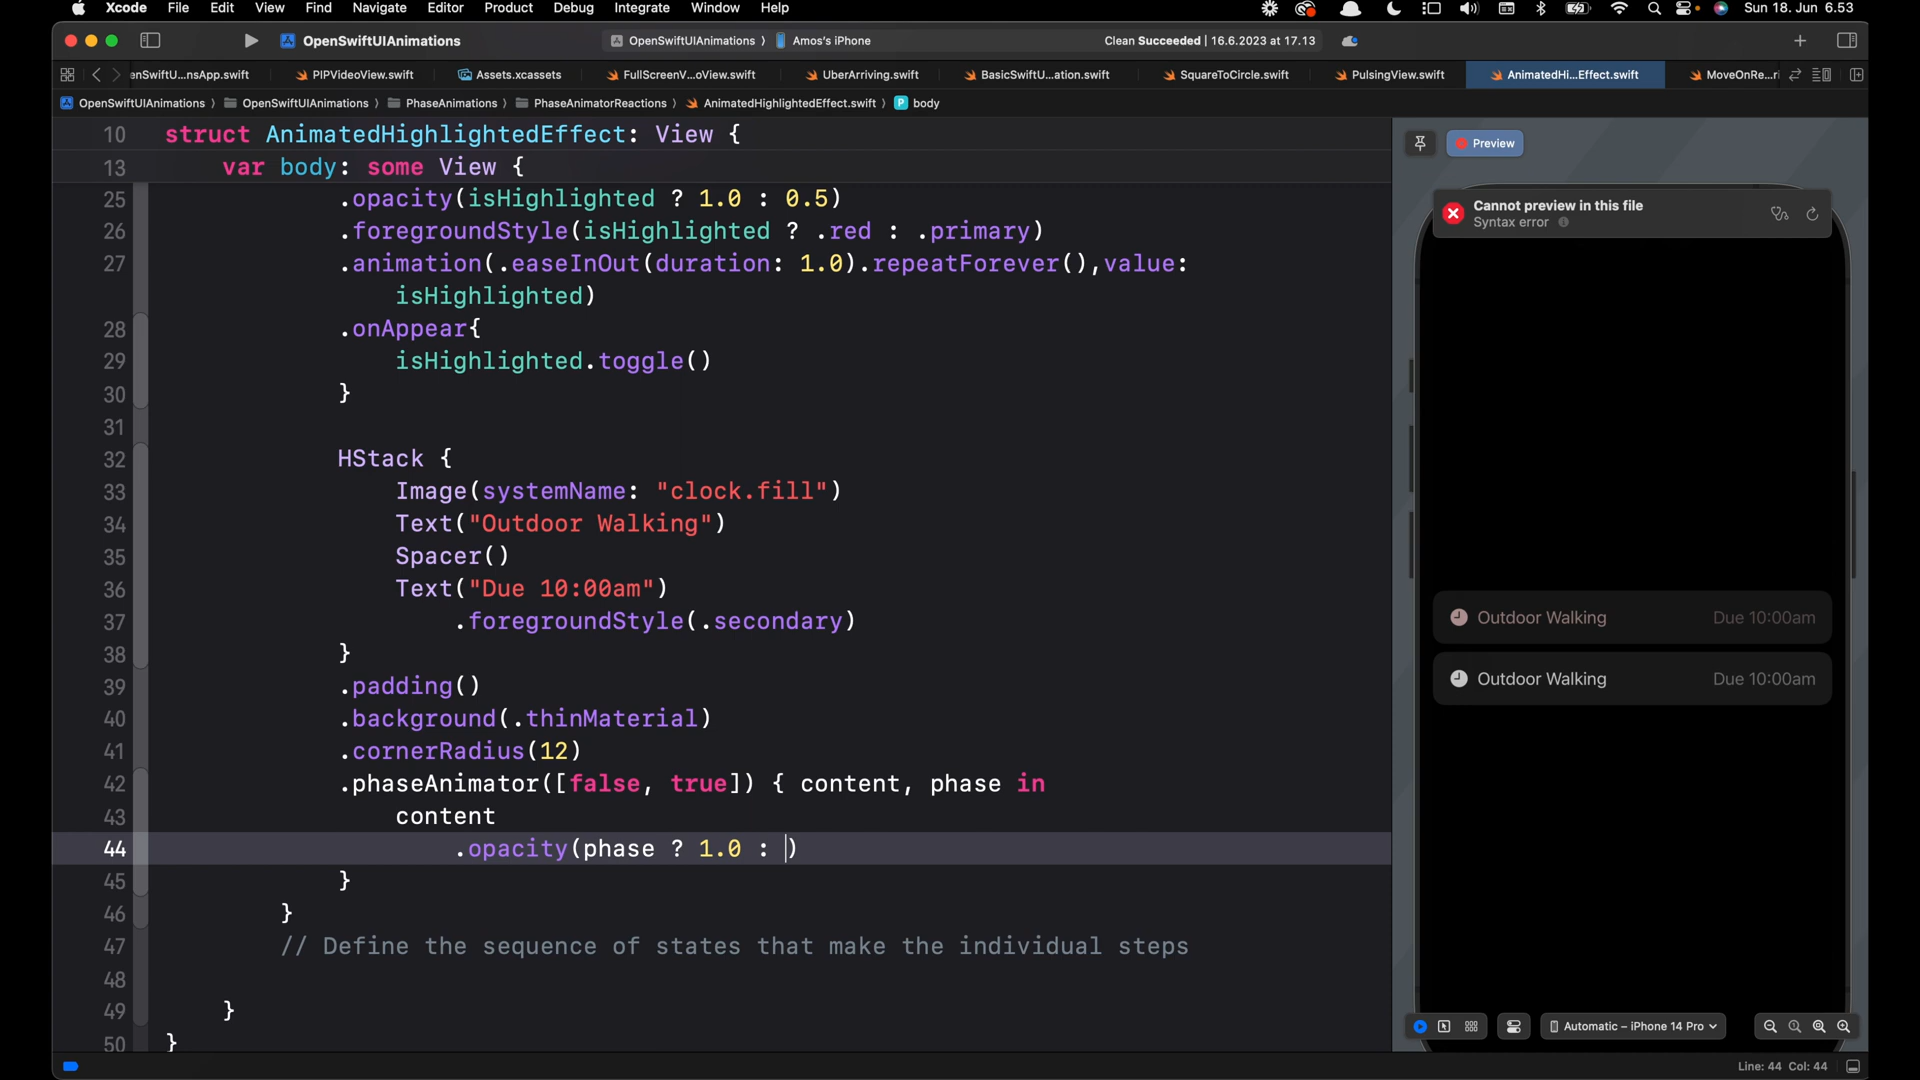 Xcode File Edit View Find Navigate Editor Product Debug Integrate Window Help Sun 18. Jun 6.53
OpenSwiftUIAnimations OpenSwiftUIAnimations ⟩ Amos's iPhone Clean Succeeded | 16.6.2023 at 17.13
enSwiftU...nsApp.swift PIPVideoView.swift Assets.xcassets FullScreenV...oView.swift UberArriving.swift BasicSwiftU...ation.swift SquareToCircle.swift PulsingView.swift AnimatedHi...Effect.swift MoveOnRe...ri
OpenSwiftUIAnimations ⟩ OpenSwiftUIAnimations ⟩ PhaseAnimations ⟩ PhaseAnimatorReactions ⟩ AnimatedHighlightedEffect.swift ⟩ P body
10 struct AnimatedHighlightedEffect: View {
13 var body: some View {
25 .opacity(isHighlighted ? 1.0 : 0.5)
26 .foregroundStyle(isHighlighted ? .red : .primary)
27 .animation(.easeInOut(duration: 1.0).repeatForever(),value:
isHighlighted)
28 .onAppear{
29 isHighlighted.toggle()
30 }
31
32 HStack {
33 Image(systemName: "clock.fill")
34 Text("Outdoor Walking")
35 Spacer()
36 Text("Due 10:00am")
37 .foregroundStyle(.secondary)
38 }
39 .padding()
40 .background(.thinMaterial)
41 .cornerRadius(12)
42 .phaseAnimator([false, true]) { content, phase in
43 content
44 .opacity(phase ? 1.0 : )
45 }
46 }
47 // Define the sequence of states that make the individual steps
48
49 }
50 }
Preview
Cannot preview in this file
Syntax error
Outdoor Walking Due 10:00am
Outdoor Walking Due 10:00am
Automatic – iPhone 14 Pro
Line: 44 Col: 44